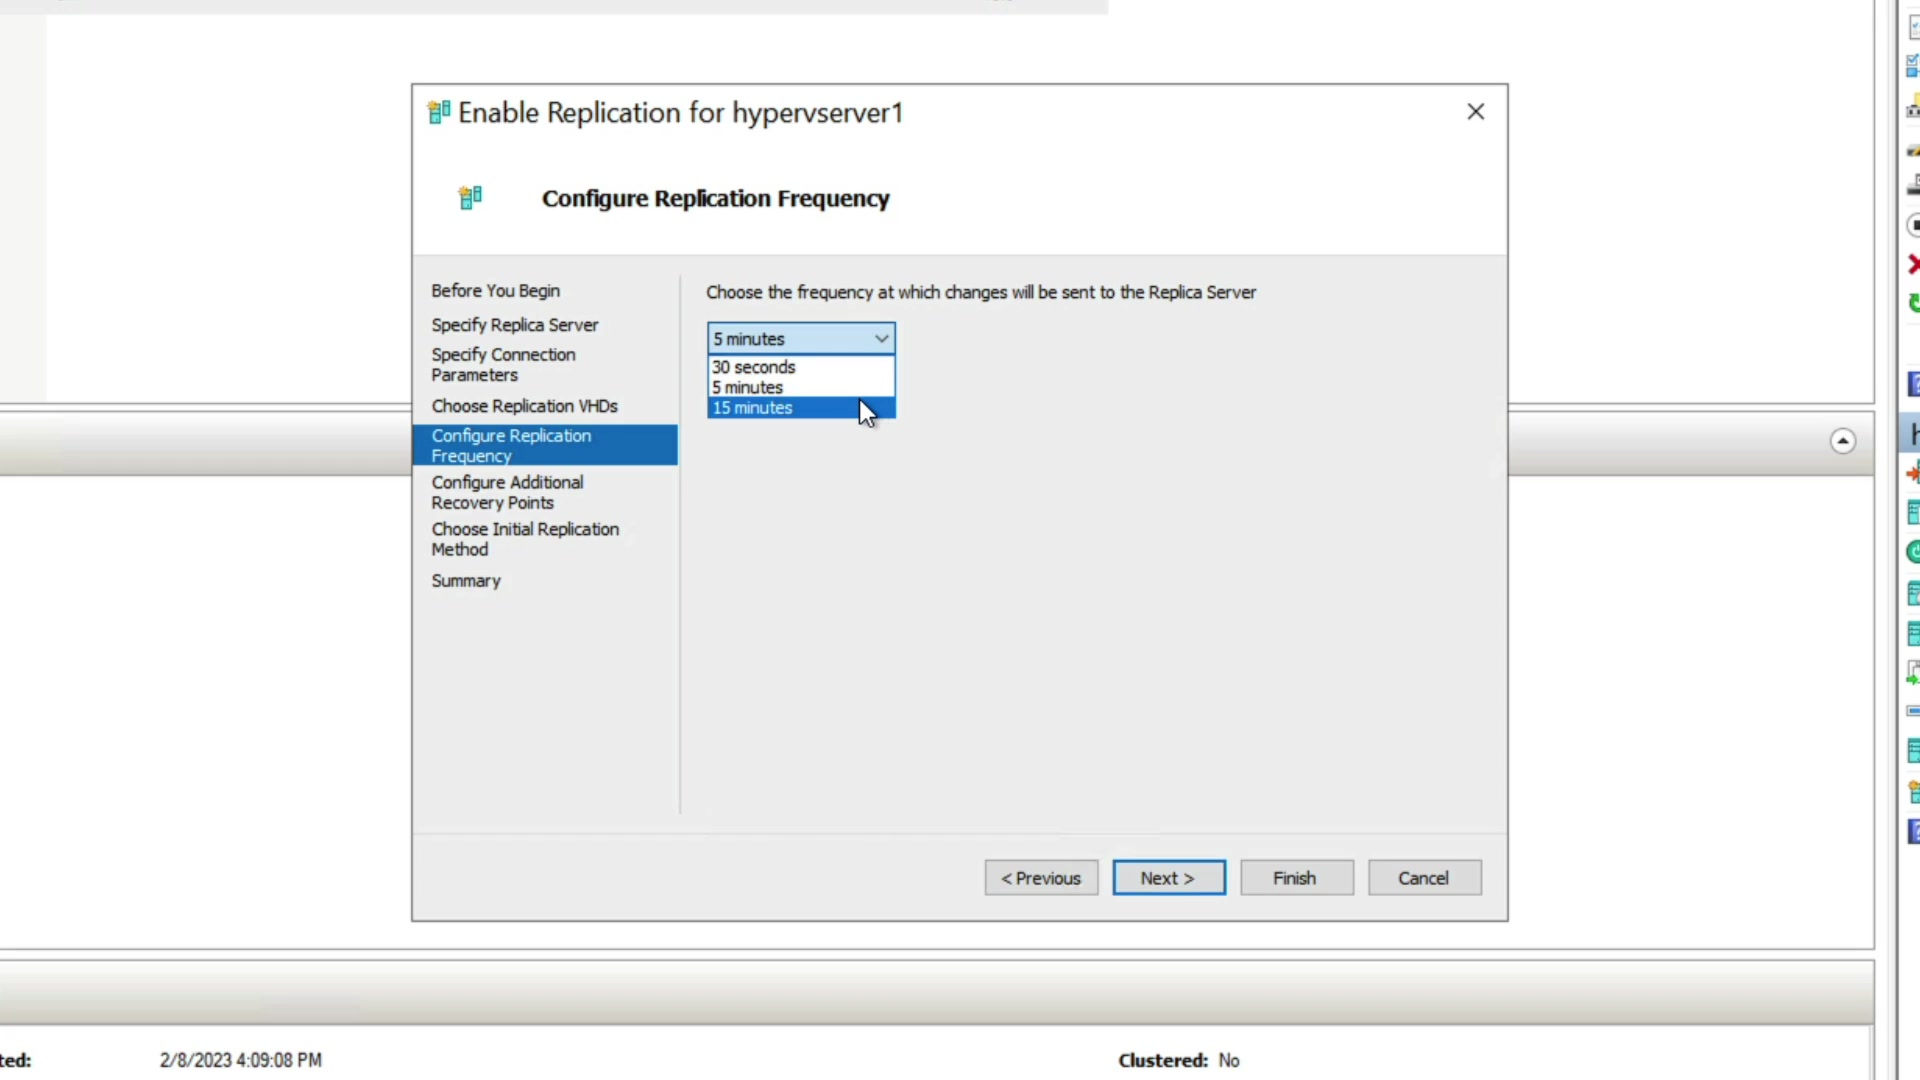 Enable Replication for hypervserver1
Configure Replication Frequency
Before You Begin
Specify Replica Server
Specify Connection
Parameters
Choose Replication VHDs
Configure Replication
Frequency
Configure Additional
Recovery Points
Choose Initial Replication
Method
Summary
Choose the frequency at which changes will be sent to the Replica Server
5 minutes
30 seconds
5 minutes
15 minutes
< Previous
Next >
Finish
Cancel
ted:
2/8/2023 4:09:08 PM
Clustered: No